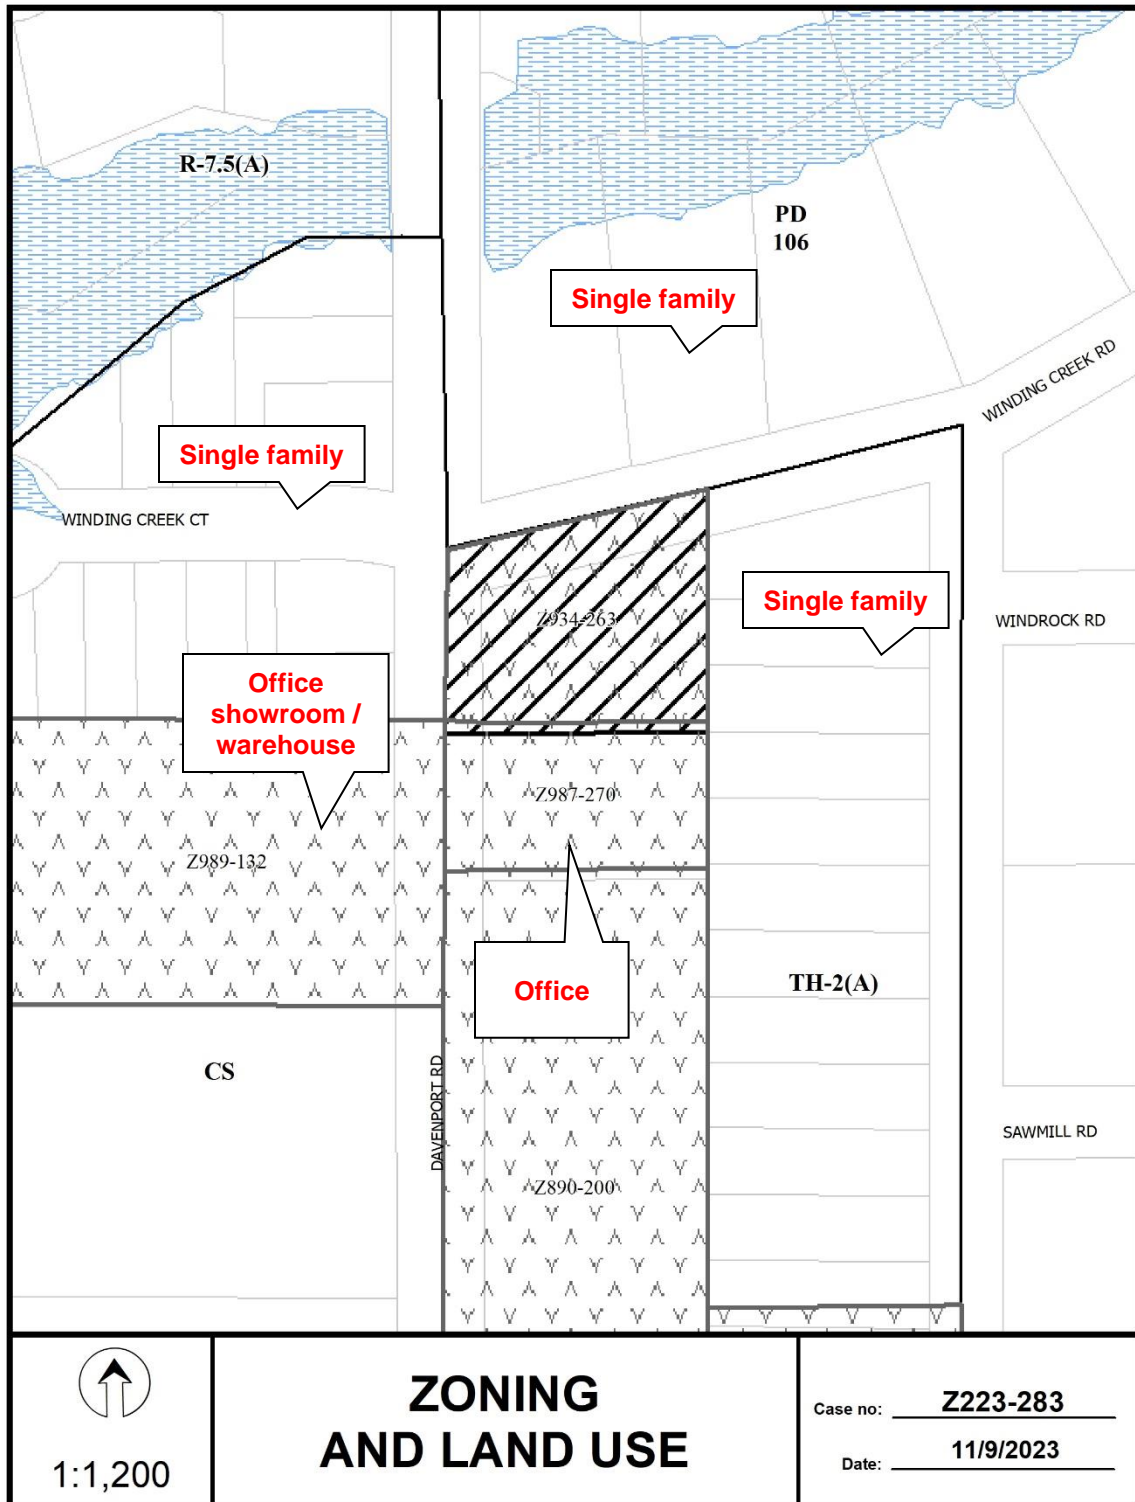 R-7.5(A)
PD
106
Single family
WINDING CREEK RD
Single family
WINDING CREEK CT
Single family
Z934-263
WINDROCK RD
Office
showroom /
warehouse
Z987-270
Z989-132
Office
TH-2(A)
CS
DAVENPORT RD
SAWMILL RD
Z890-200
1:1,200
ZONING
AND LAND USE
Case no: Z223-283
Date: 11/9/2023